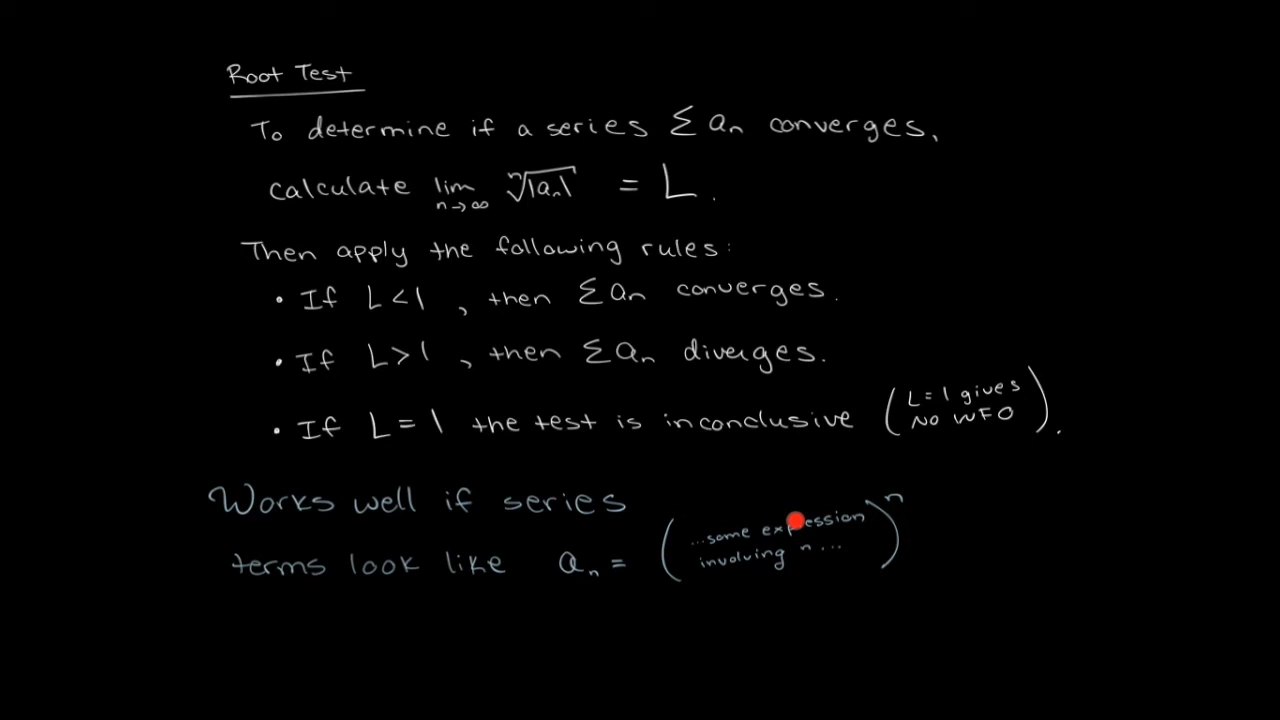 Root Test
To determine if a series Σ aₙ converges,
calculate lim n→∞ ⁿ√|aₙ| = L.
Then apply the following rules:
• If L < 1, then Σ aₙ converges.
• If L > 1, then Σ aₙ diverges.
• If L = 1 the test is inconclusive (L = 1 gives NO INFO).
Works well if series
terms look like aₙ = (...some expression involving n...)ⁿ